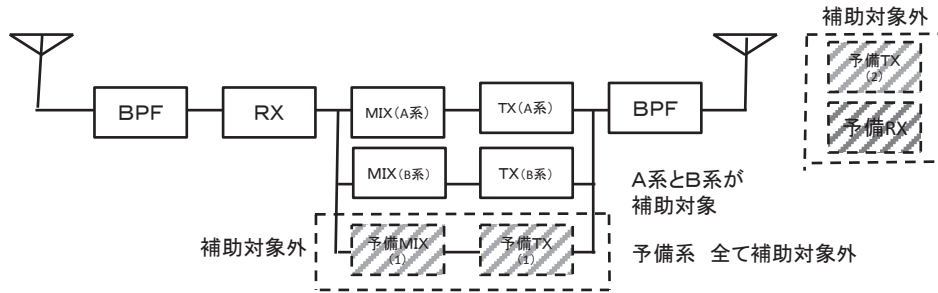 補助対象外
予備TX
(2)
予備RX
BPF
RX
MIX(A系)
TX(A系)
BPF
MIX(B系)
TX(B系)
A系とB系が
補助対象
補助対象外
予備MIX
(1)
予備TX
(1)
予備系 全て補助対象外